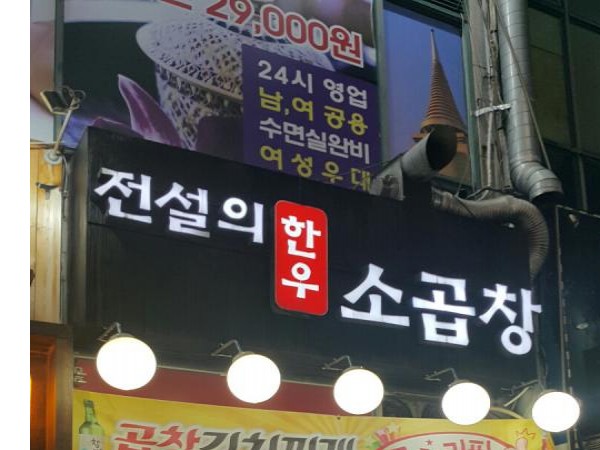 29,000원
24시 영업
남,여 공용
수면실완비
여성우대
전설의 한우 소곱창
곱창김치찌개